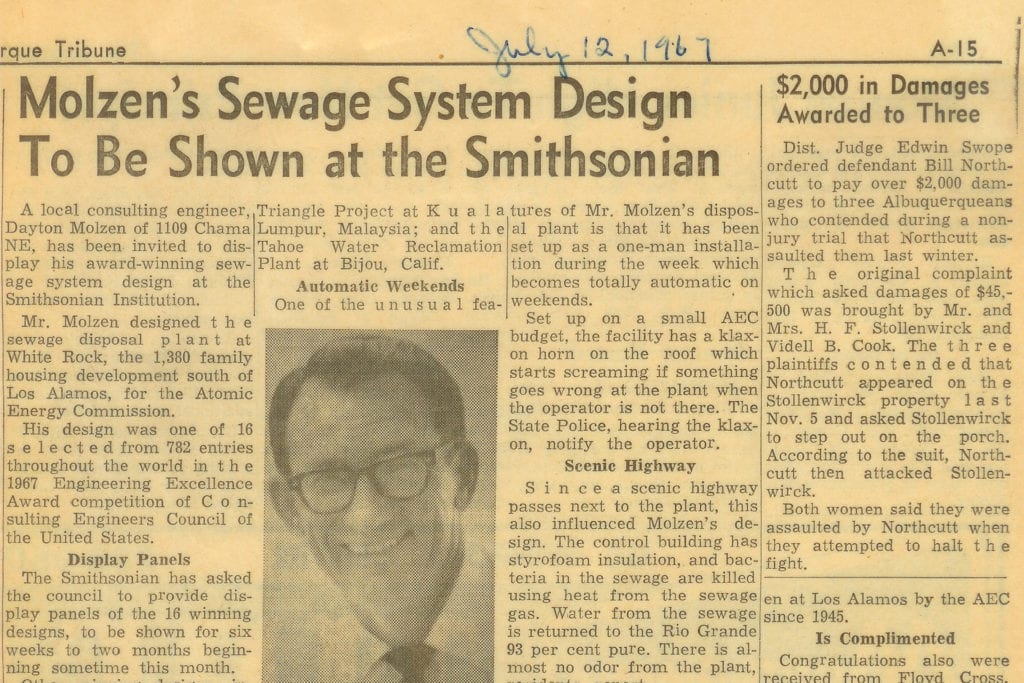 rque Tribune
July 12, 1967
A-15
Molzen's Sewage System Design
To Be Shown at the Smithsonian
A local consulting engineer,
Dayton Molzen of 1109 Chama
NE, has been invited to dis-
play his award-winning sew-
age system design at the
Smithsonian Institution.
Mr. Molzen designed the
sewage disposal plant at
White Rock, the 1,380 family
housing development south of
Los Alamos, for the Atomic
Energy Commission.
His design was one of 16
selected from 782 entries
throughout the world in the
1967 Engineering Excellence
Award competition of Con-
sulting Engineers Council of
the United States.
Display Panels
The Smithsonian has asked
the council to provide dis-
play panels of the 16 winning
designs, to be shown for six
weeks to two months begin-
ning sometime this month.
Triangle Project at Kuala
Lumpur, Malaysia; and the
Tahoe Water Reclamation
Plant at Bijou, Calif.
Automatic Weekends
One of the unusual fea-
tures of Mr. Molzen's dispos-
al plant is that it has been
set up as a one-man installa-
tion during the week which
becomes totally automatic on
weekends.
Set up on a small AEC
budget, the facility has a klax-
on horn on the roof which
starts screaming if something
goes wrong at the plant when
the operator is not there. The
State Police, hearing the klax-
on, notify the operator.
Scenic Highway
Since a scenic highway
passes next to the plant, this
also influenced Molzen's de-
sign. The control building has
styrofoam insulation, and bac-
teria in the sewage are killed
using heat from the sewage
gas. Water from the sewage
is returned to the Rio Grande
93 per cent pure. There is al-
most no odor from the plant,
$2,000 in Damages
Awarded to Three
Dist. Judge Edwin Swope
ordered defendant Bill North-
cutt to pay over $2,000 dam-
ages to three Albuquerqueans
who contended during a non-
jury trial that Northcutt as-
saulted them last winter.
The original complaint
which asked damages of $45,-
500 was brought by Mr. and
Mrs. H. F. Stollenwirck and
Videll B. Cook. The three
plaintiffs contended that
Northcutt appeared on the
Stollenwirck property last
Nov. 5 and asked Stollenwirck
to step out on the porch.
According to the suit, North-
cutt then attacked Stollen-
wirck.
Both women said they were
assaulted by Northcutt when
they attempted to halt the
fight.
en at Los Alamos by the AEC
since 1945.
Is Complimented
Congratulations also were
received from Floyd Cross,